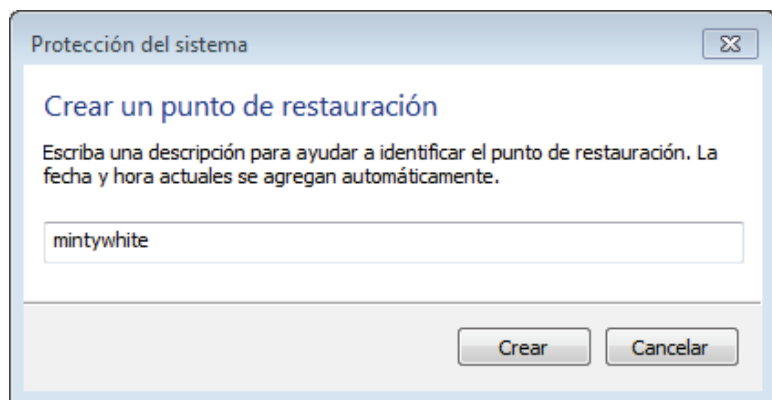 Protección del sistema
Crear un punto de restauración
Escriba una descripción para ayudar a identificar el punto de restauración. La
fecha y hora actuales se agregan automáticamente.
mintywhite
Crear
Cancelar